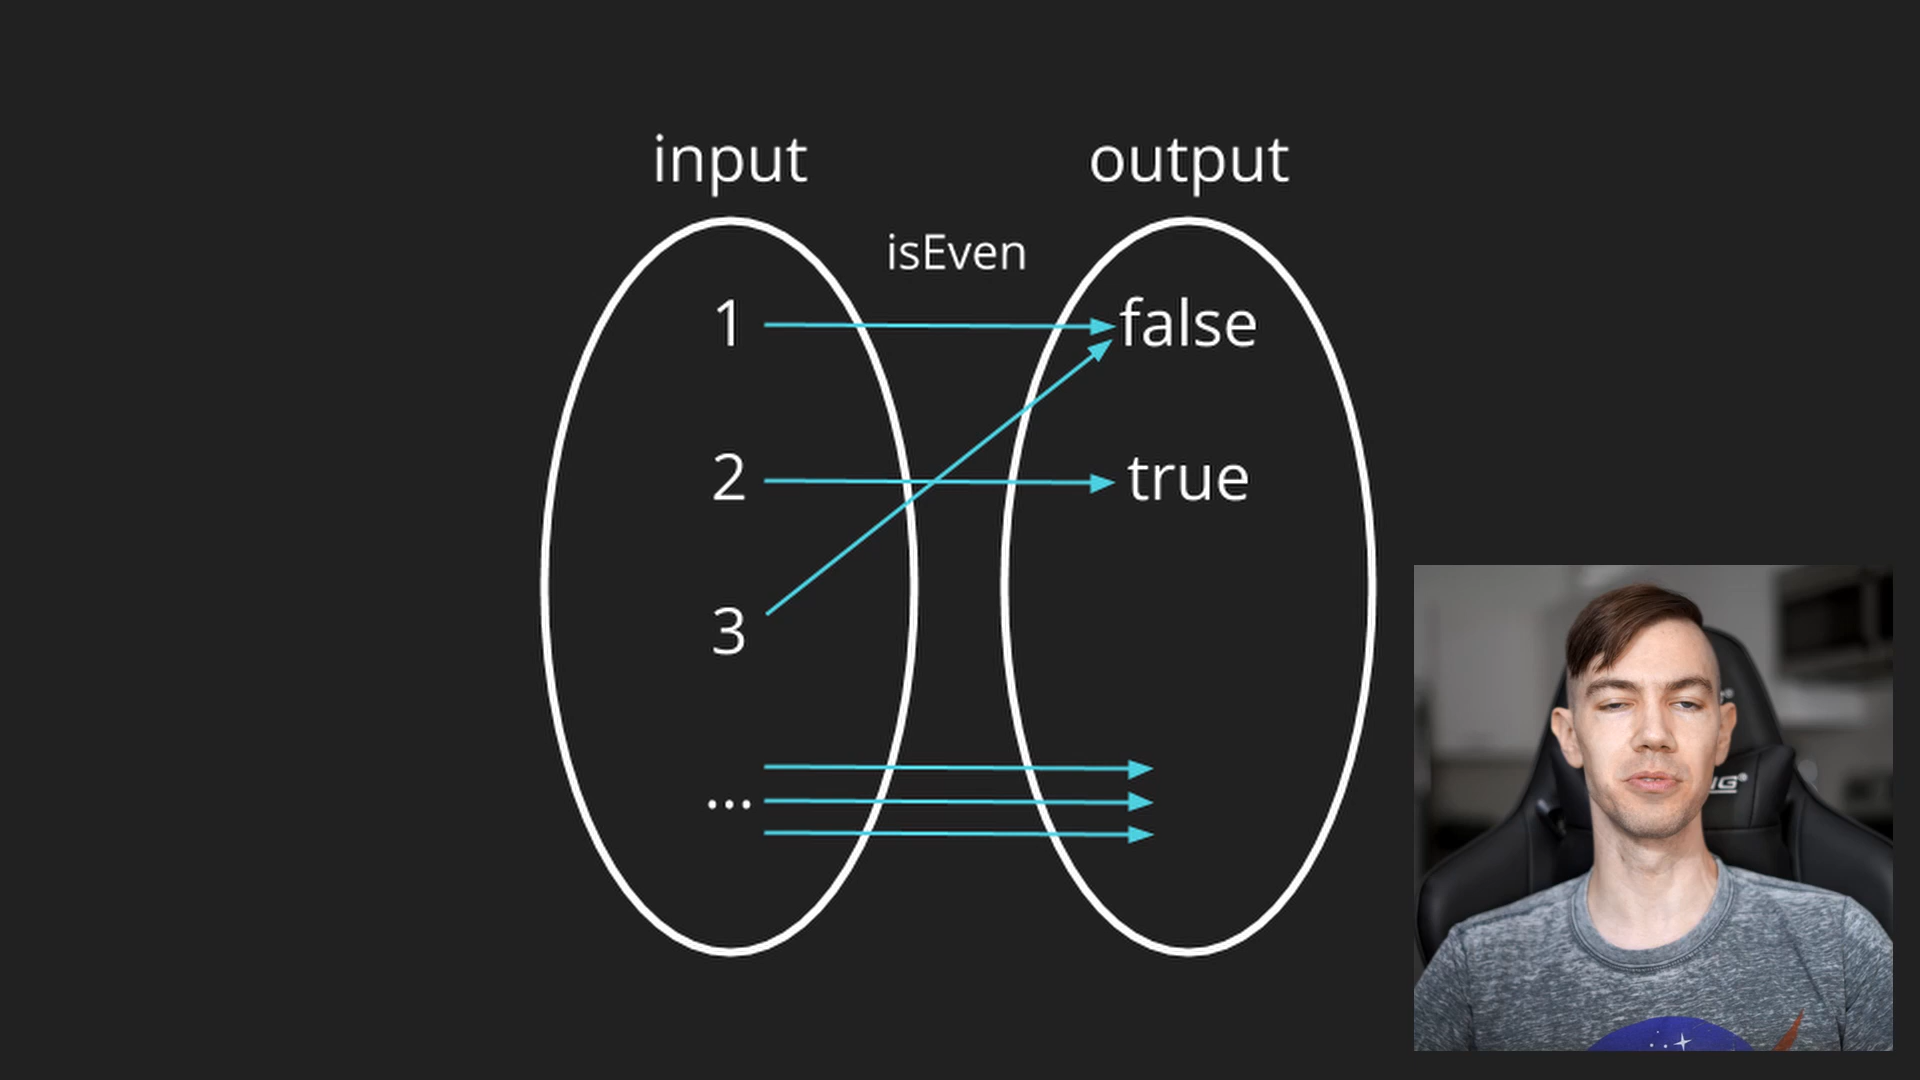 input
output
isEven
1
false
2
true
3
...